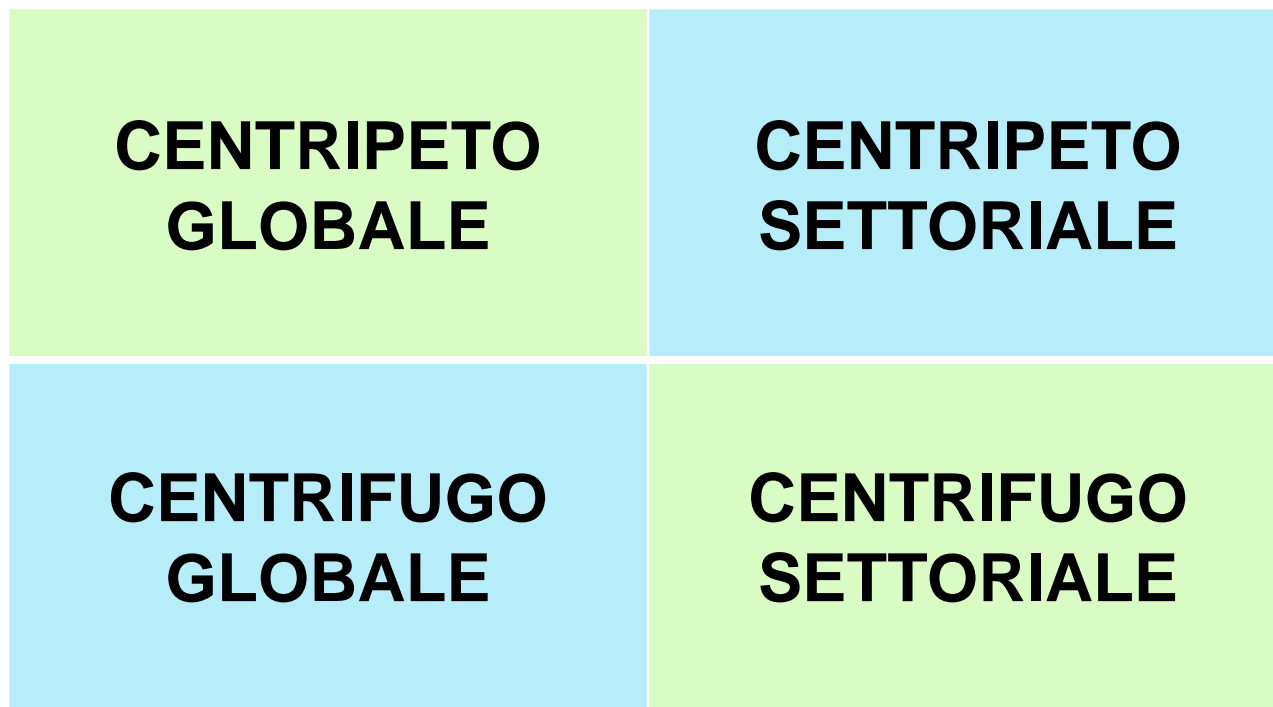 CENTRIPETO
GLOBALE
CENTRIPETO
SETTORIALE
CENTRIFUGO
GLOBALE
CENTRIFUGO
SETTORIALE